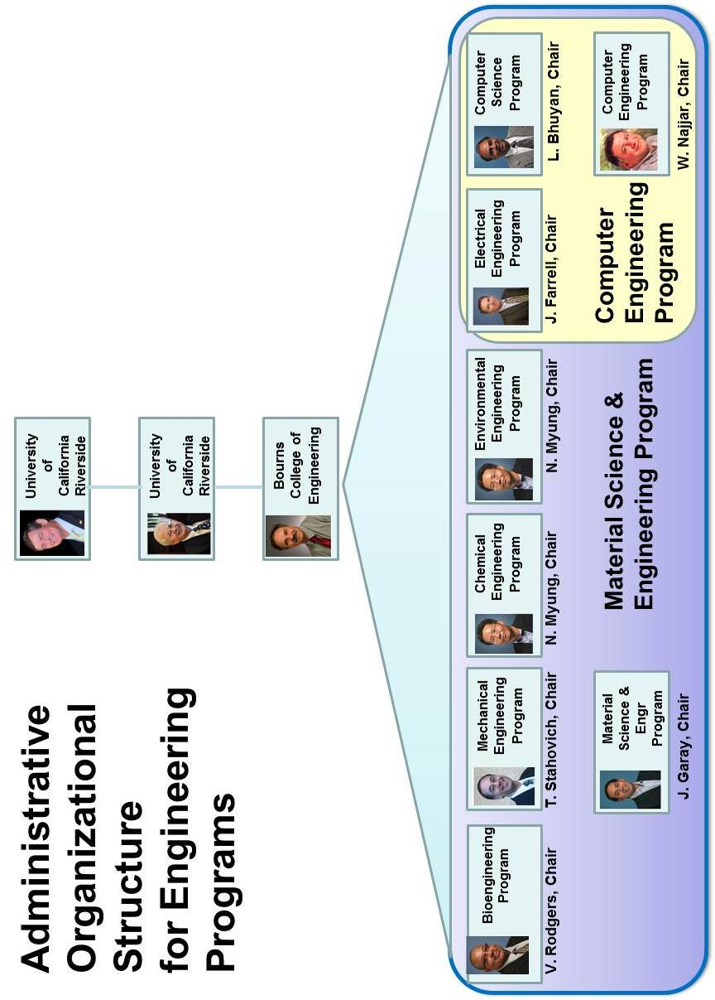 Administrative
Organizational
Structure
for Engineering
Programs
University
of
California
Riverside
University
of
California
Riverside
Bourns
College of
Engineering
Bioengineering
Program
V. Rodgers, Chair
Mechanical
Engineering
Program
T. Stahovich, Chair
Chemical
Engineering
Program
N. Myung, Chair
Environmental
Engineering
Program
N. Myung, Chair
Electrical
Engineering
Program
J. Farrell, Chair
Computer
Science
Program
L. Bhuyan, Chair
Material
Science &
Engr
Program
J. Garay, Chair
Material Science &
Engineering Program
Computer
Engineering
Program
Computer
Engineering
Program
W. Najjar, Chair